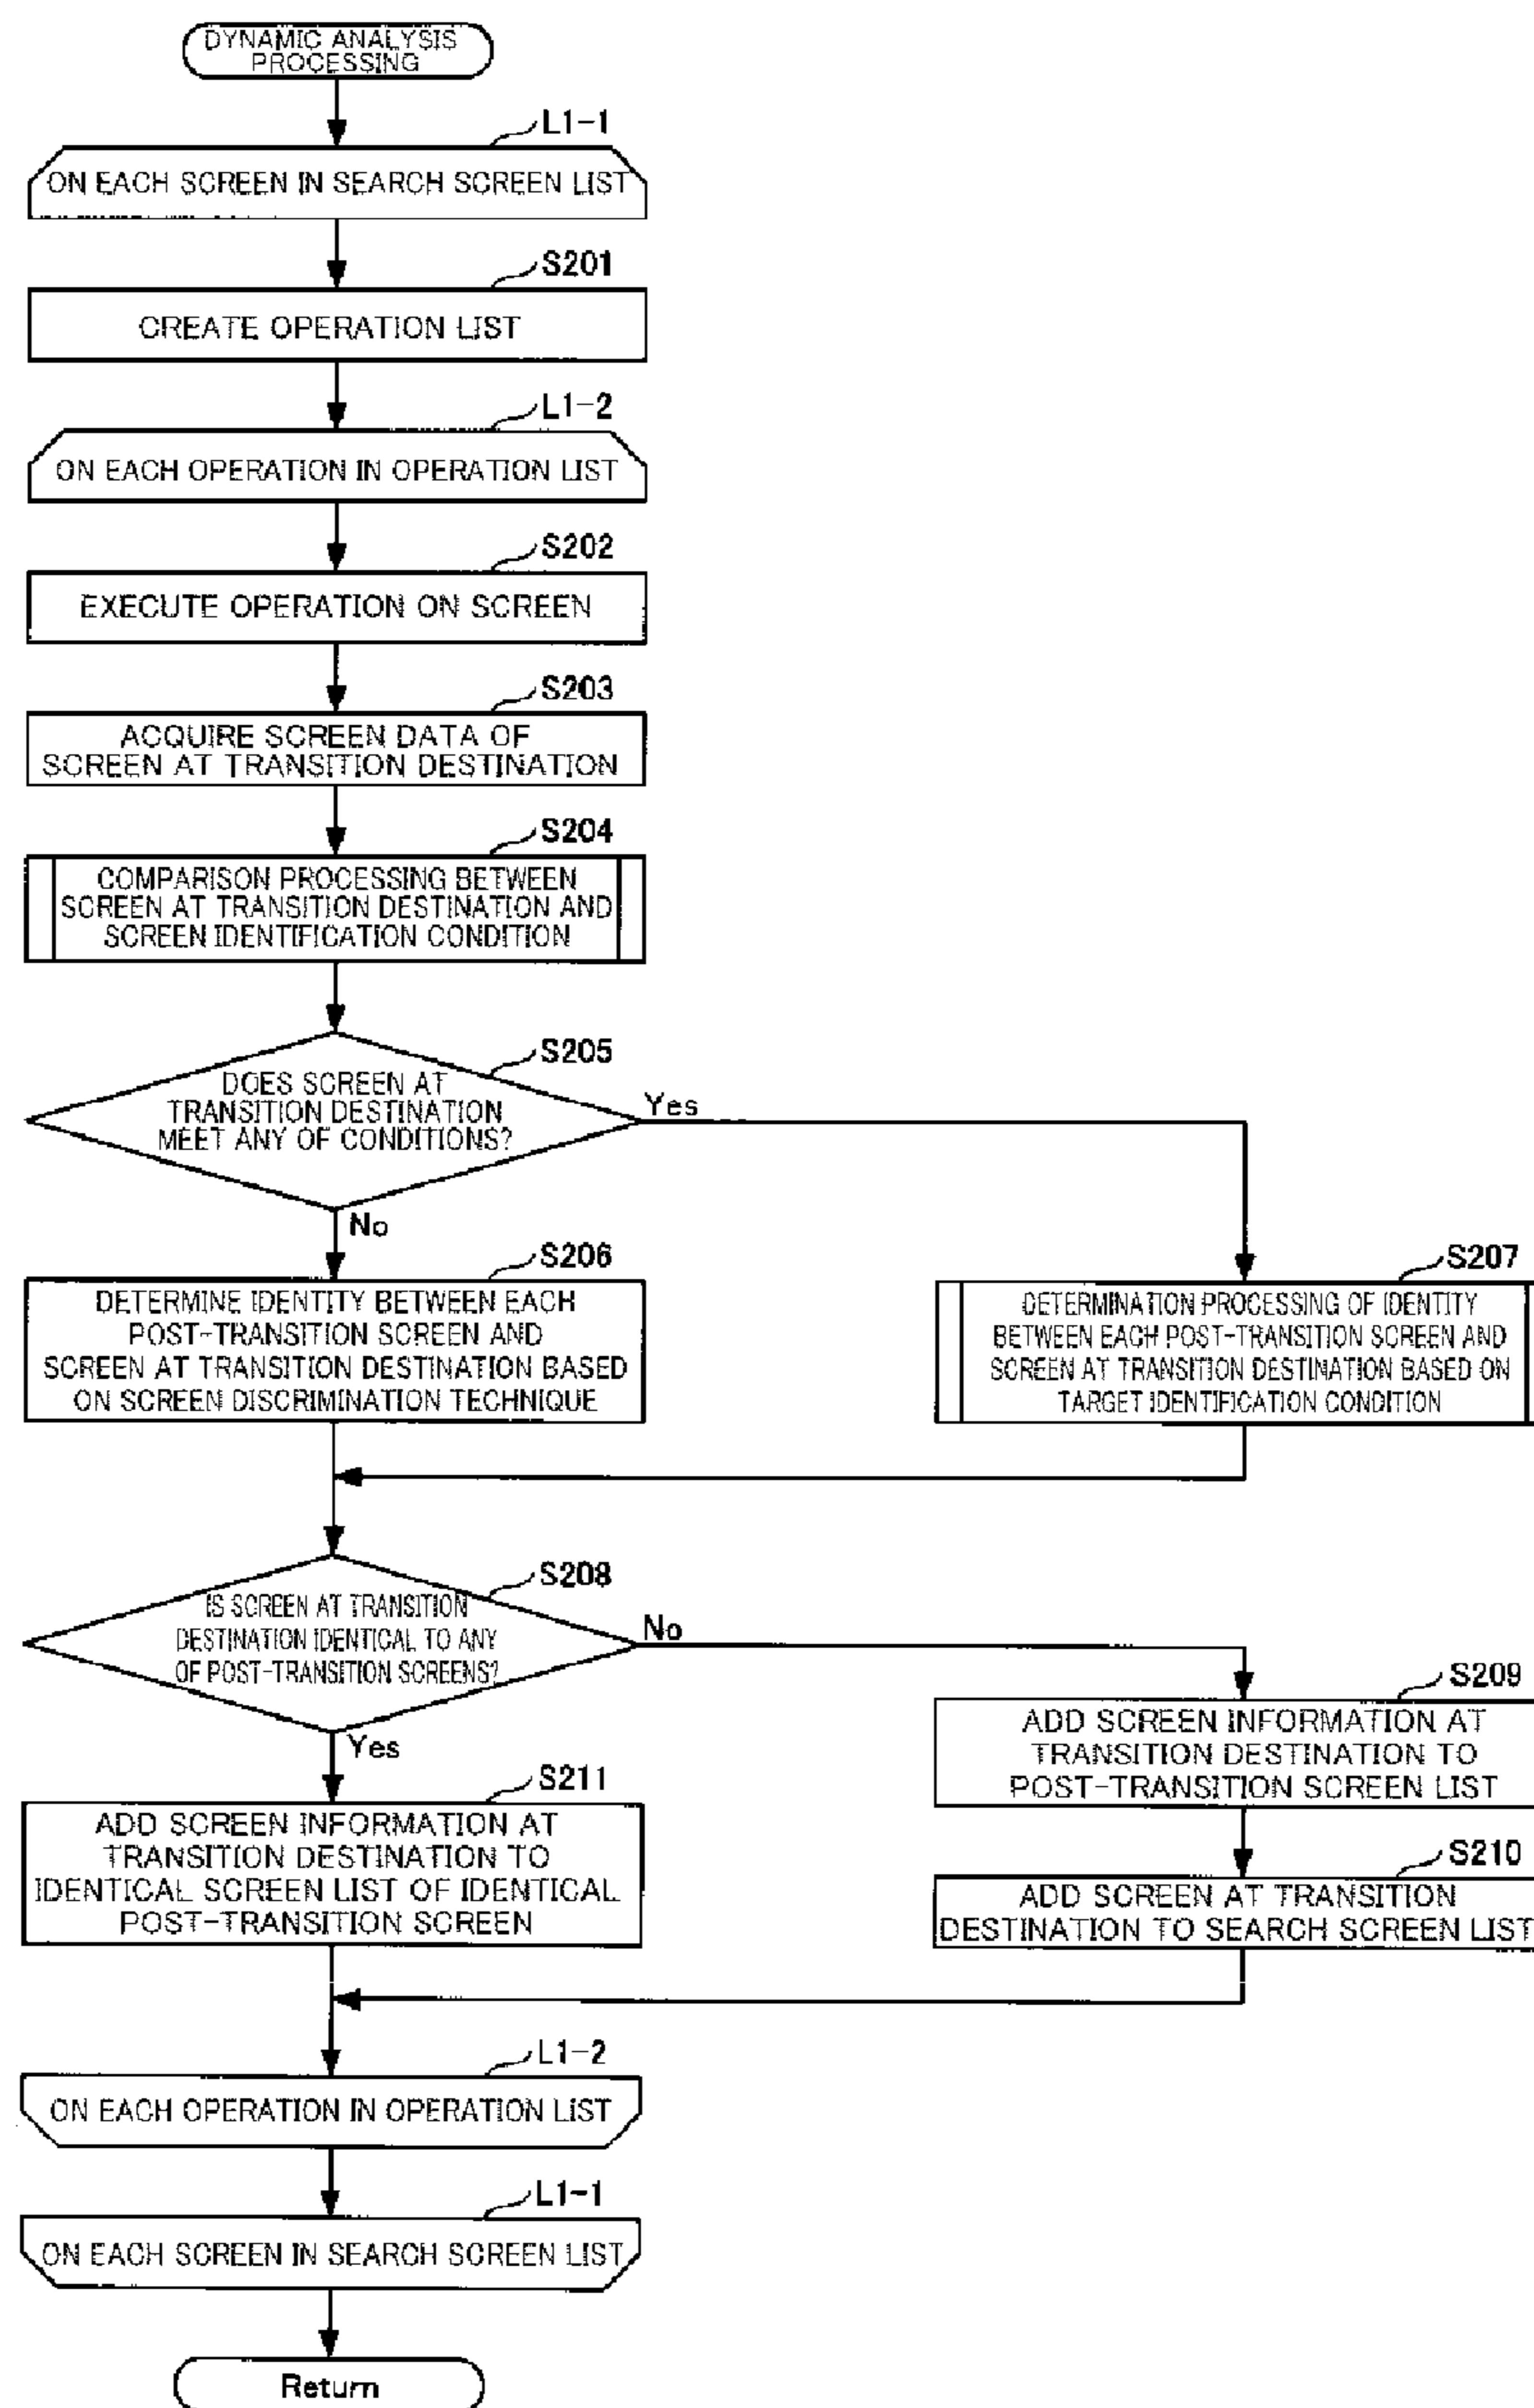 DYNAMIC ANALYSIS
PROCESSING
L1-1
ON EACH SCREEN IN SEARCH SCREEN LIST
S201
CREATE OPERATION LIST
L1-2
ON EACH OPERATION IN OPERATION LIST
S202
EXECUTE OPERATION ON SCREEN
S203
ACQUIRE SCREEN DATA OF
SCREEN AT TRANSITION DESTINATION
S204
COMPARISON PROCESSING BETWEEN
SCREEN AT TRANSITION DESTINATION AND
SCREEN IDENTIFICATION CONDITION
S205
DOES SCREEN AT
TRANSITION DESTINATION
MEET ANY OF CONDITIONS?
Yes
No
S206
DETERMINE IDENTITY BETWEEN EACH
POST-TRANSITION SCREEN AND
SCREEN AT TRANSITION DESTINATION BASED
ON SCREEN DISCRIMINATION TECHNIQUE
S207
DETERMINATION PROCESSING OF IDENTITY
BETWEEN EACH POST-TRANSITION SCREEN AND
SCREEN AT TRANSITION DESTINATION BASED ON
TARGET IDENTIFICATION CONDITION
S208
IS SCREEN AT TRANSITION
DESTINATION IDENTICAL TO ANY
OF POST-TRANSITION SCREENS?
No
Yes
S209
ADD SCREEN INFORMATION AT
TRANSITION DESTINATION TO
POST-TRANSITION SCREEN LIST
S210
ADD SCREEN AT TRANSITION
DESTINATION TO SEARCH SCREEN LIST
S211
ADD SCREEN INFORMATION AT
TRANSITION DESTINATION TO
IDENTICAL SCREEN LIST OF IDENTICAL
POST-TRANSITION SCREEN
L1-2
ON EACH OPERATION IN OPERATION LIST
L1-1
ON EACH SCREEN IN SEARCH SCREEN LIST
Return